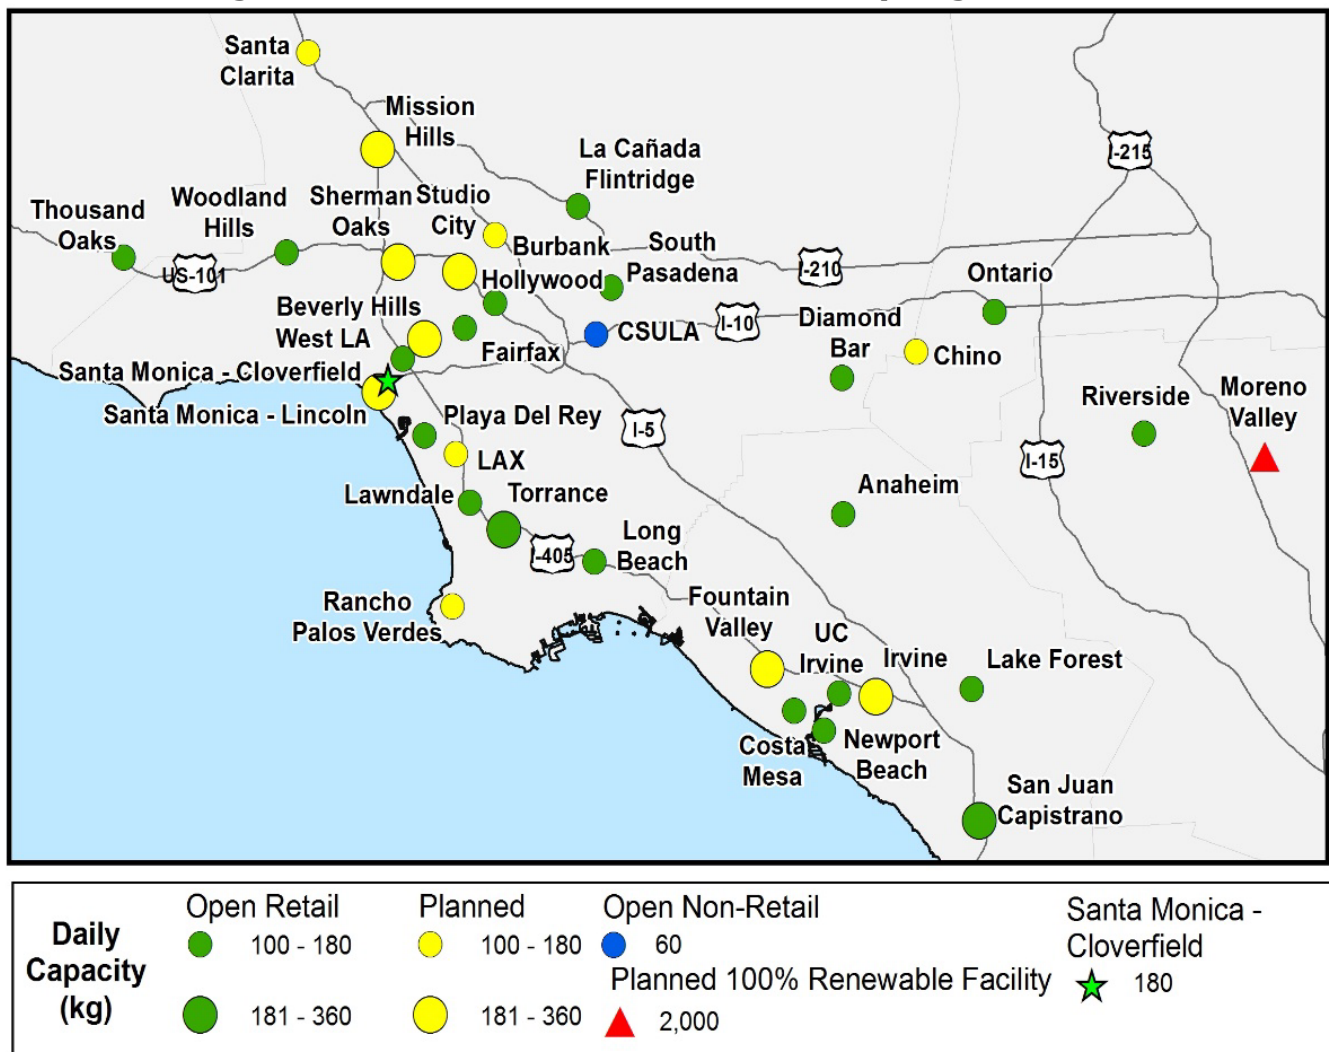 Santa
Clarita
Mission
Hills
La Cañada
Flintridge
I-215
Thousand
Oaks
Woodland
Hills
Sherman
Oaks
Studio
City
Burbank
South
Pasadena
US-101
Hollywood
I-210
Ontario
Beverly Hills
West LA
CSULA
I-10
Diamond
Bar
Fairfax
Chino
Santa Monica - Cloverfield
Santa Monica - Lincoln
Playa Del Rey
I-5
Riverside
Moreno
Valley
LAX
I-15
Lawndale
Torrance
Anaheim
I-405
Long
Beach
Rancho
Palos Verdes
Fountain
Valley
UC
Irvine
Irvine
Lake Forest
Costa
Mesa
Newport
Beach
San Juan
Capistrano
Daily
Capacity
(kg)
Open Retail
100 - 180
181 - 360
Planned
100 - 180
181 - 360
Open Non-Retail
60
Planned 100% Renewable Facility
2,000
Santa Monica -
Cloverfield
180